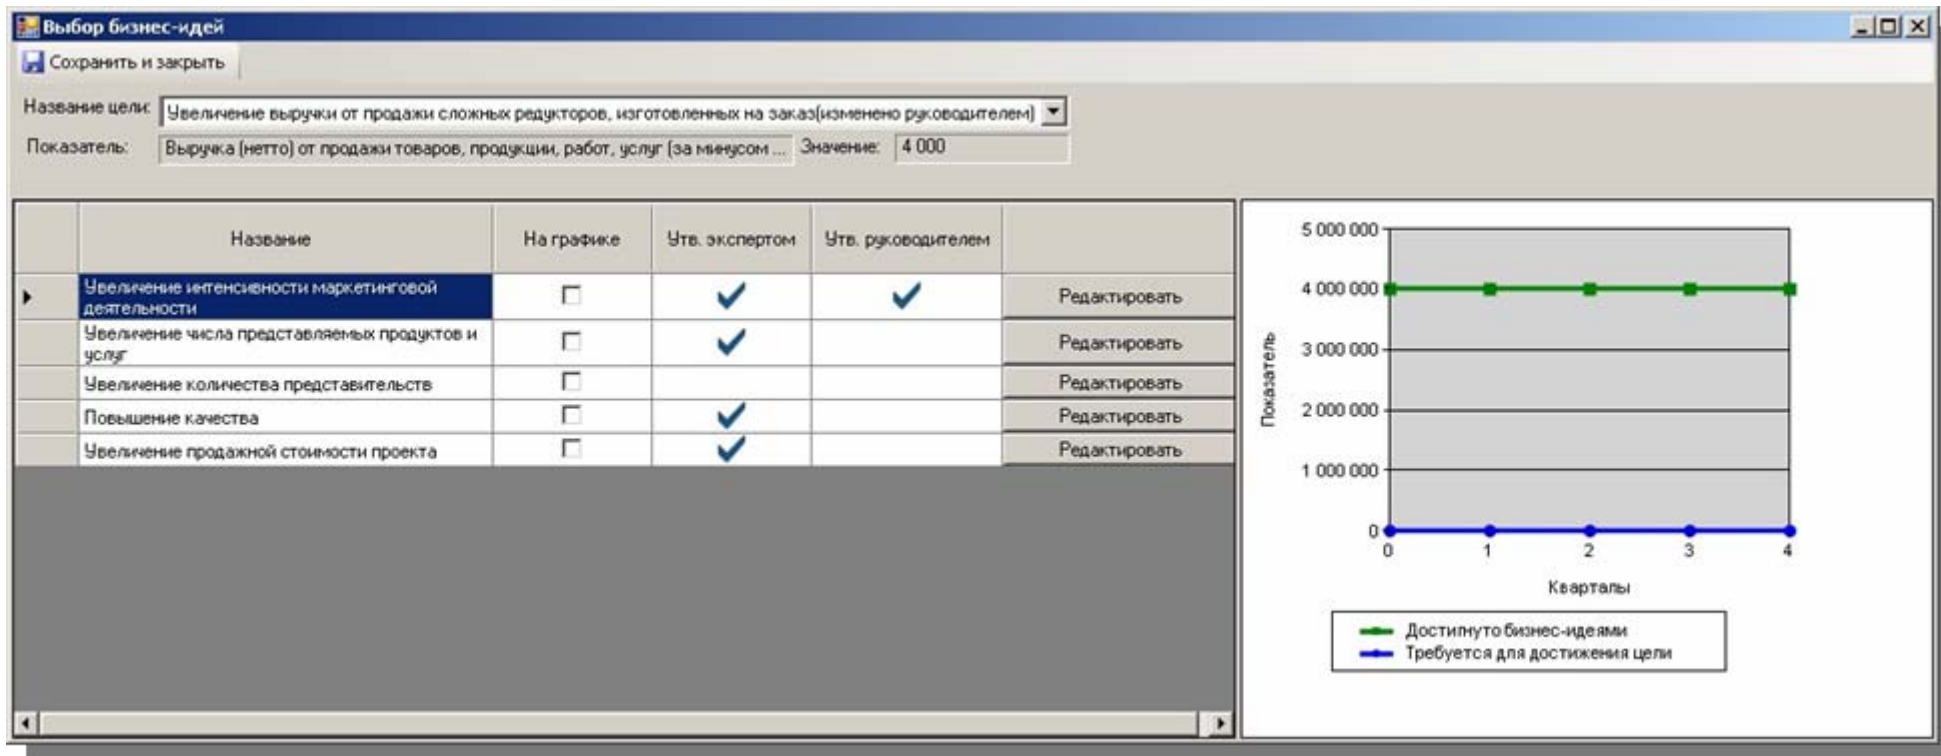 Выбор бизнес-идей
Сохранить и закрыть
Название цели: Увеличение выручки от продажи сложных редукторов, изготовленных на заказ(изменено руководителем)
Показатель: Выручка (нетто) от продажи товаров, продукции, работ, услуг (за минусом ... Значение: 4 000
Название На графике Утв. экспертом Утв. руководителем
Увеличение интенсивности маркетинговой
деятельности
Редактировать
Увеличение числа представляемых продуктов и
услуг
Редактировать
Увеличение количества представительств Редактировать
Повышение качества Редактировать
Увеличение продажной стоимости проекта Редактировать
5 000 000
4 000 000
3 000 000
2 000 000
1 000 000
0
Показатель
0 1 2 3 4
Кварталы
Достигнуто бизнес-идеями
Требуется для достижения цели